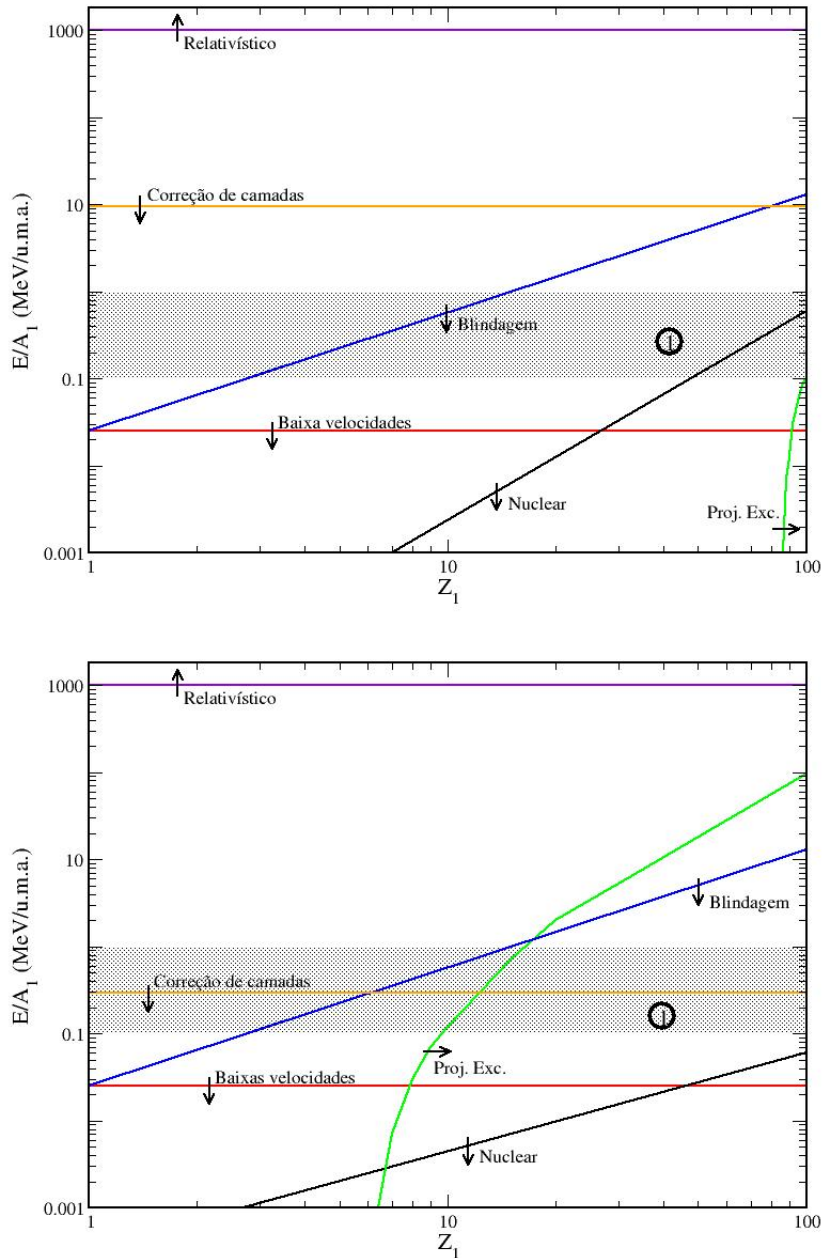 1000
Relativístico
Correção de camadas
10
E/A1 (MeV/u.m.a.)
Blindagem
I
0.1
Baixa velocidades
Nuclear
Proj. Exc.
0.001
1 10 100
Z1
1000
Relativístico
10
E/A1 (MeV/u.m.a.)
Blindagem
Correção de camadas
I
0.1
Baixas velocidades
Proj. Exc.
Nuclear
0.001
1 10 100
Z1